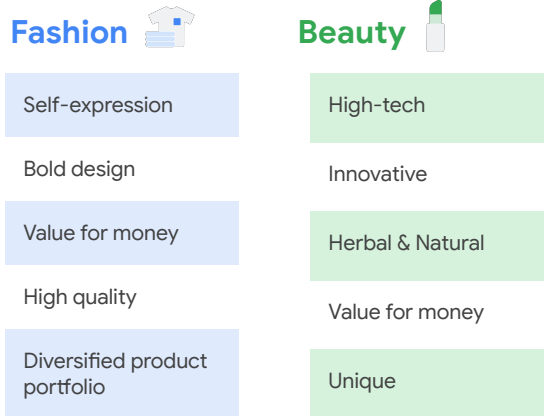 Fashion
Self-expression
Bold design
Value for money
High quality
Diversified product
portfolio
Beauty
High-tech
Innovative
Herbal & Natural
Value for money
Unique